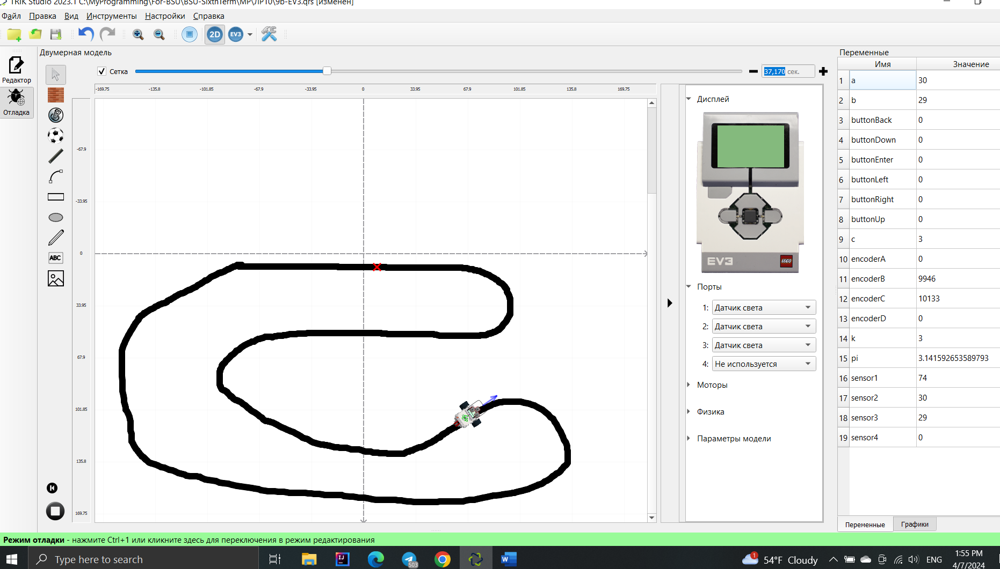 TRIK Studio 2023.1 C:\MyProgramming\For-BSU\BSU-SixthTerm\MP\ЛР10\9b-EV3.qrs [изменён]
Файл Правка Вид Инструменты Настройки Справка
2D EV3
Двумерная модель
Переменные
Редактор
Отладка
Сетка
37,170 сек.
-169.75 -135.8 -101.85 -67.9 -33.95 0 33.95 67.9 101.85 135.8 169.75
-67.9
-33.95
0
33.95
67.9
101.85
135.8
169.75
ABC
Дисплей
EV3 LEGO
Порты
1: Датчик света
2: Датчик света
3: Датчик света
4: Не используется
Моторы
Физика
Параметры модели
Имя Значение
1 a 30
2 b 29
3 buttonBack 0
4 buttonDown 0
5 buttonEnter 0
6 buttonLeft 0
7 buttonRight 0
8 buttonUp 0
9 c 3
10 encoderA 0
11 encoderB 9946
12 encoderC 10133
13 encoderD 0
14 k 3
15 pi 3.141592653589793
16 sensor1 74
17 sensor2 30
18 sensor3 29
19 sensor4 0
Переменные Графики
Режим отладки - нажмите Ctrl+1 или кликните здесь для переключения в режим редактирования
Type here to search
IJ
503
W
1
54°F Cloudy
ENG
1:55 PM
4/7/2024